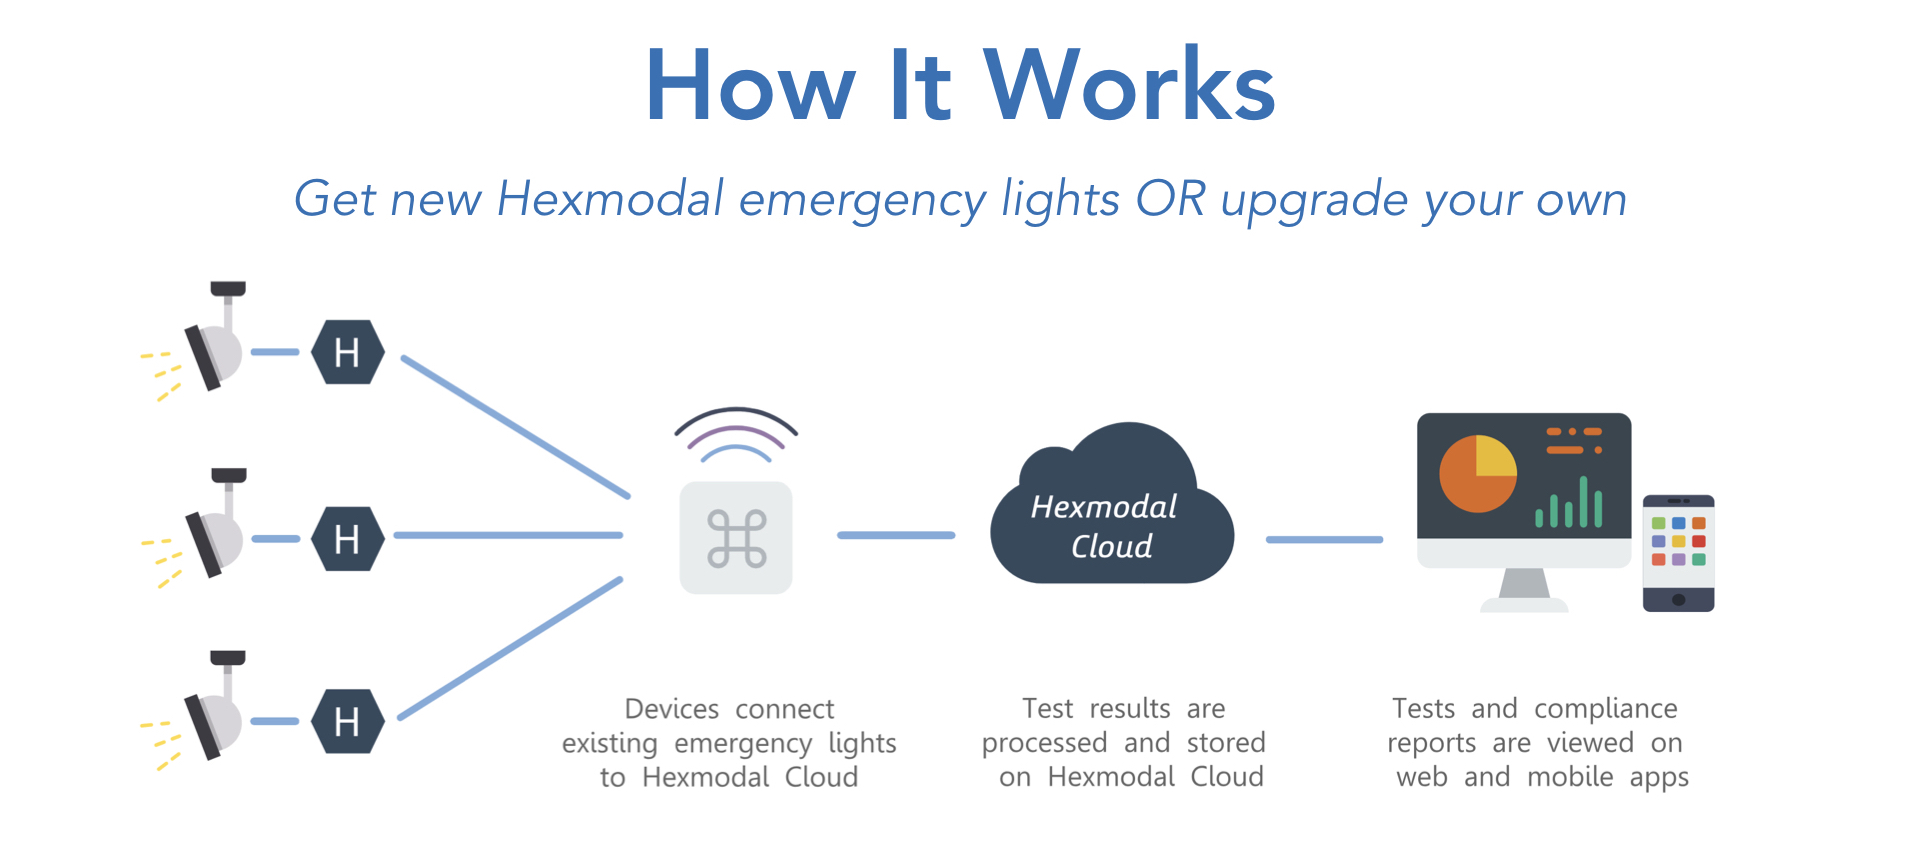 How It Works
Get new Hexmodal emergency lights OR upgrade your own
H
H
H
Hexmodal
Cloud
Devices connect
existing emergency lights
to Hexmodal Cloud
Test results are
processed and stored
on Hexmodal Cloud
Tests and compliance
reports are viewed on
web and mobile apps